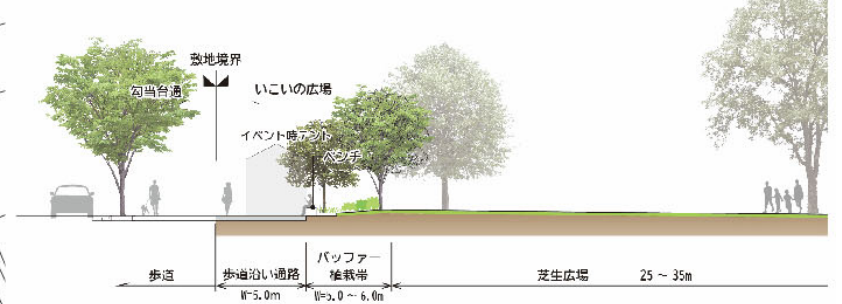 敷地境界
勾当台通
いこいの広場
イベント時テント
ベンチ
歩道
歩道沿い通路
W=5.0m
バッファー
植栽帯
W=5.0 ～ 6.0m
芝生広場
25 ～ 35m